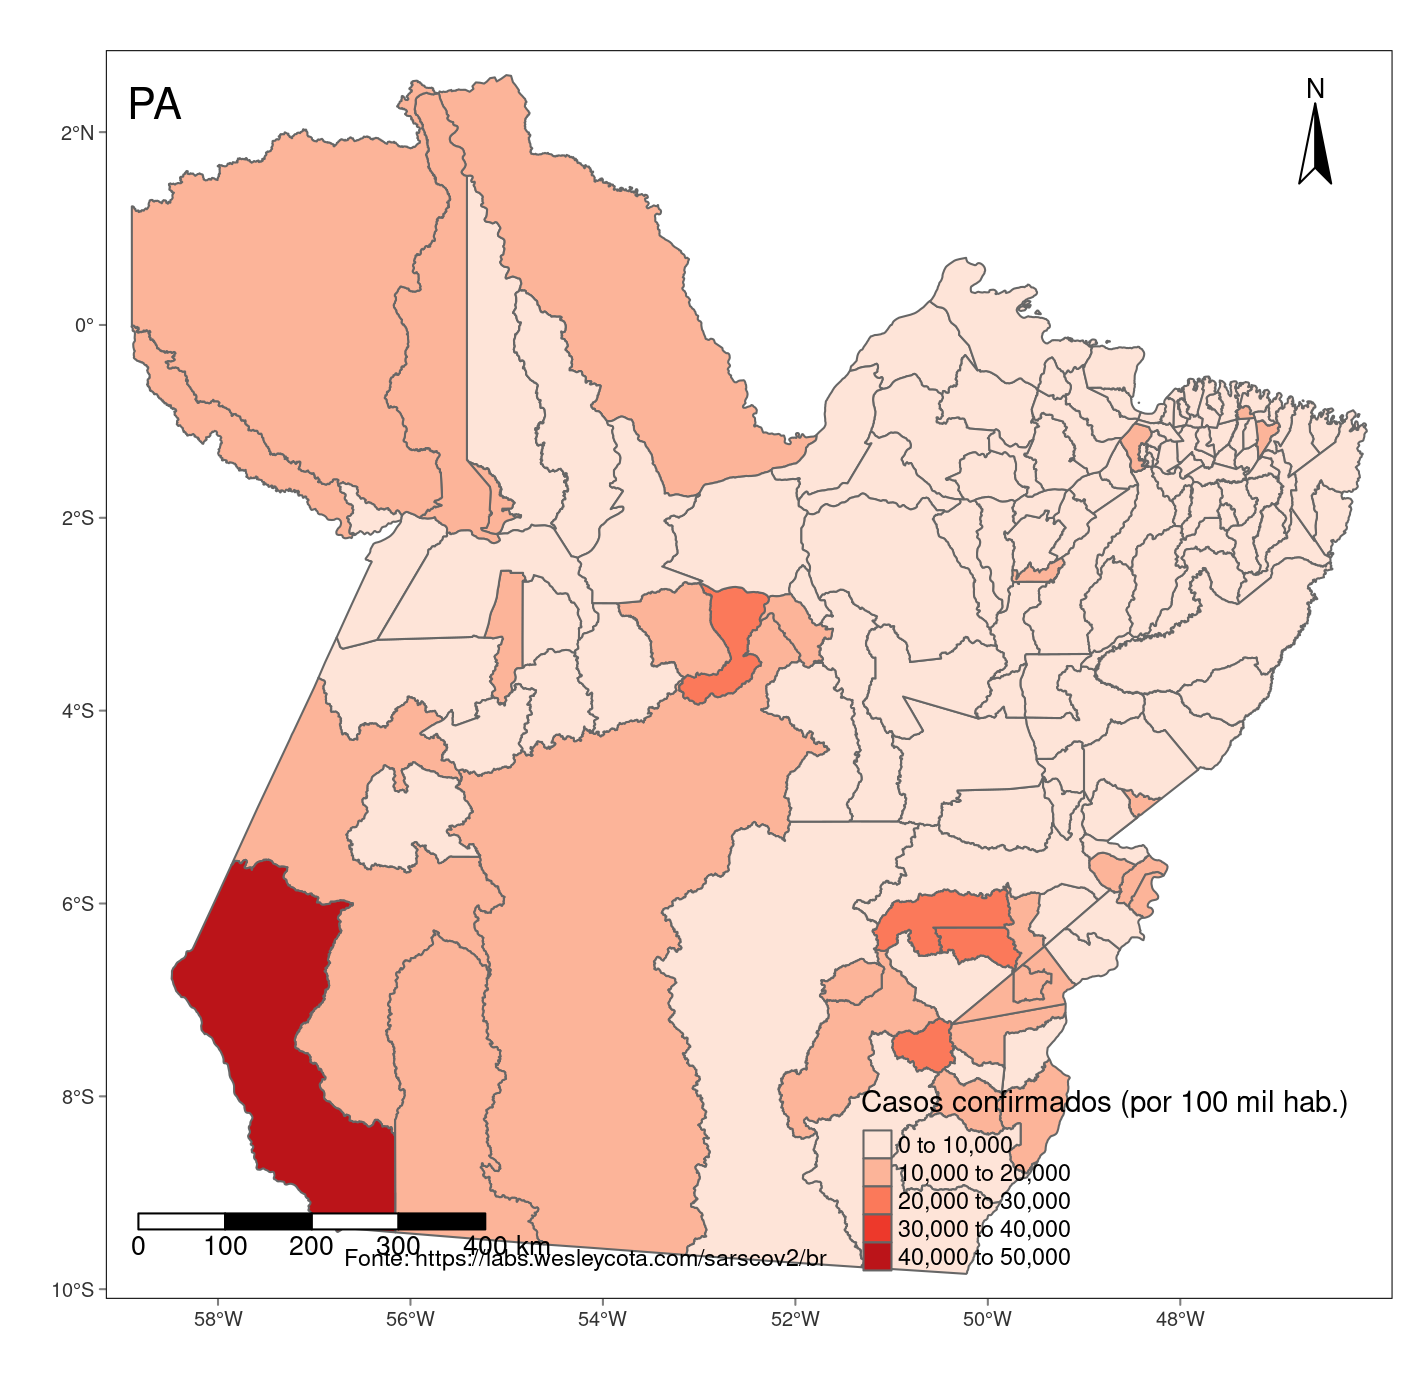 PA
N
2°N
0°
2°S
4°S
6°S
8°S
10°S
Casos confirmados (por 100 mil hab.)
0 to 10,000
10,000 to 20,000
20,000 to 30,000
30,000 to 40,000
40,000 to 50,000
0 100 200 300 400 km
Fonte: https://labs.wesleycota.com/sarscov2/br
58°W 56°W 54°W 52°W 50°W 48°W